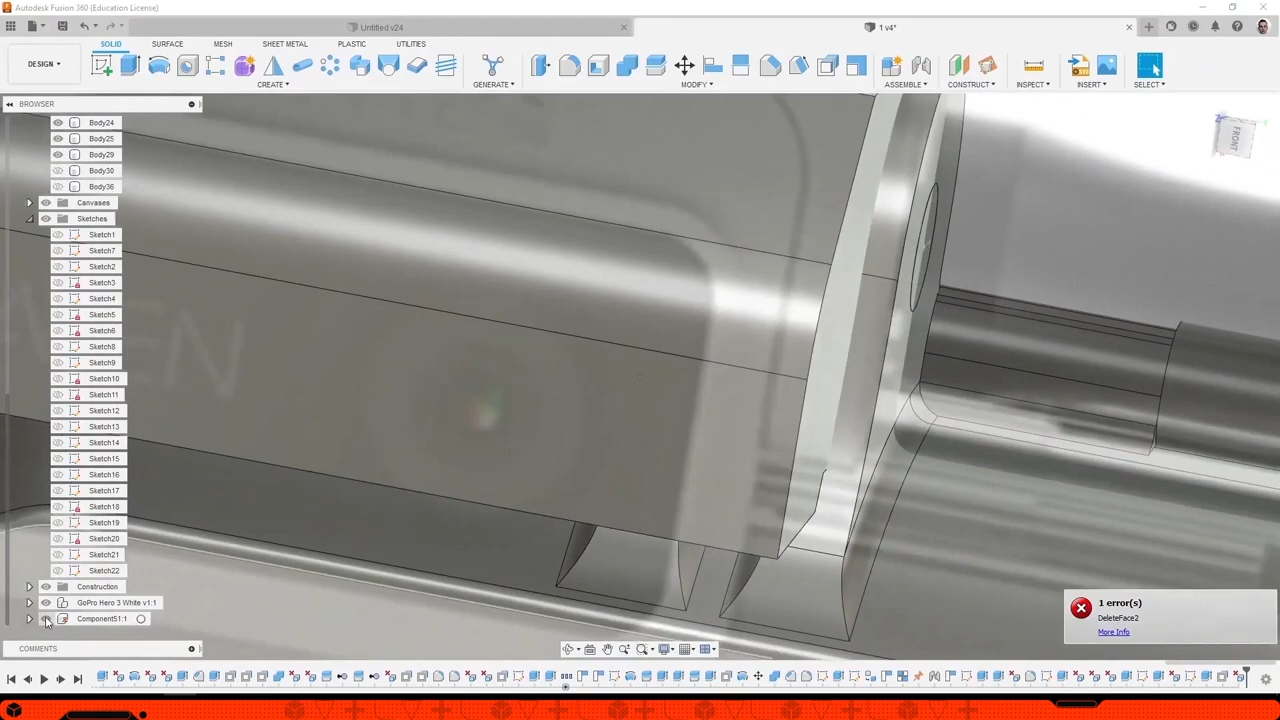 Autodesk Fusion 360 (Education License)
Untitled v24
1 v4*
DESIGN
SOLID SURFACE MESH SHEET METAL PLASTIC UTILITIES
CREATE GENERATE MODIFY ASSEMBLE CONSTRUCT INSPECT INSERT SELECT
BROWSER
FRONT
Body24
Body25
Body29
Body30
Body36
Canvases
Sketches
Sketch1
Sketch7
Sketch2
Sketch3
Sketch4
Sketch5
Sketch6
Sketch8
Sketch9
Sketch10
Sketch11
Sketch12
Sketch13
Sketch14
Sketch15
Sketch16
Sketch17
Sketch18
Sketch19
Sketch20
Sketch21
Sketch22
Construction
GoPro Hero 3 White v1:1
Component51:1
1 error(s)
DeleteFace2
More Info
COMMENTS